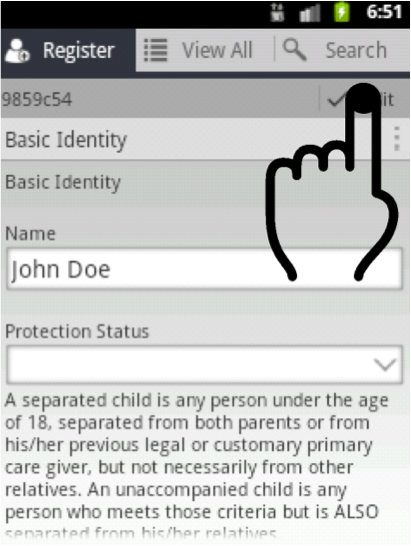 6:51
Register View All Search
9859c54
Basic Identity
Basic Identity
Name
John Doe
Protection Status
A separated child is any person under the age
of 18, separated from both parents or from
his/her previous legal or customary primary
care giver, but not necessarily from other
relatives. An unaccompanied child is any
person who meets those criteria but is ALSO
separated from his/her relatives